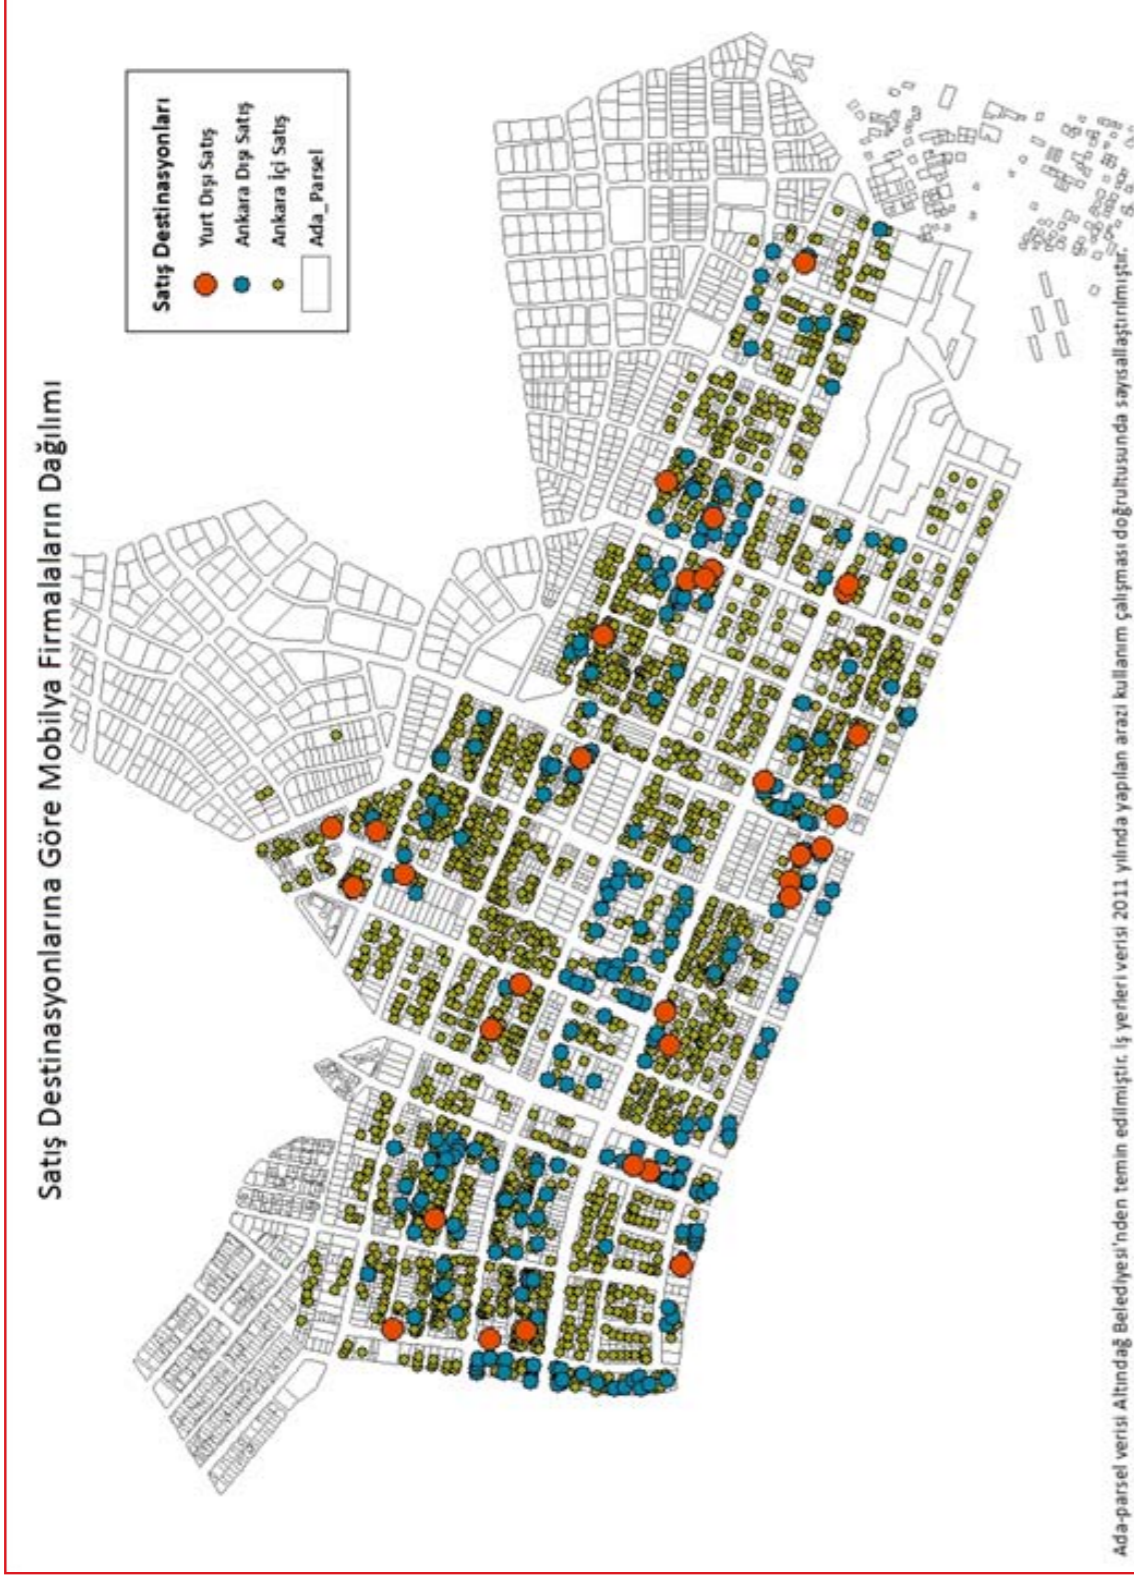 Satış Destinasyonlarına Göre Mobilya Firmalaların Dağılımı
Satış Destinasyonları
Yurt Dışı Satış
Ankara Dışı Satış
Ankara İçi Satış
Ada_Parsel
Ada-parsel verisi Altındağ Belediyesi'nden temin edilmiştir. İş yerleri verisi 2011 yılında yapılan arazi kullanım çalışması doğrultusunda sayısallaştırılmıştır.